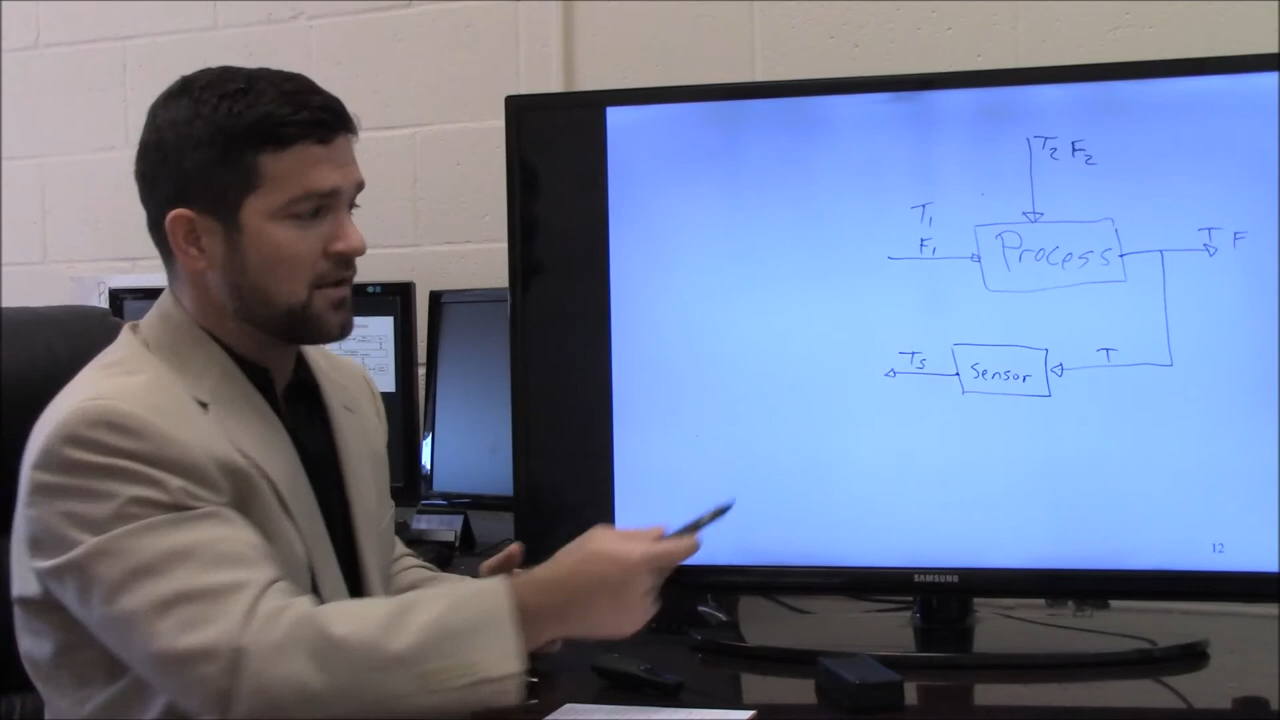 T₂ F₂
T₁
F₁
Process
T F
Ts
Sensor
T
12
SAMSUNG